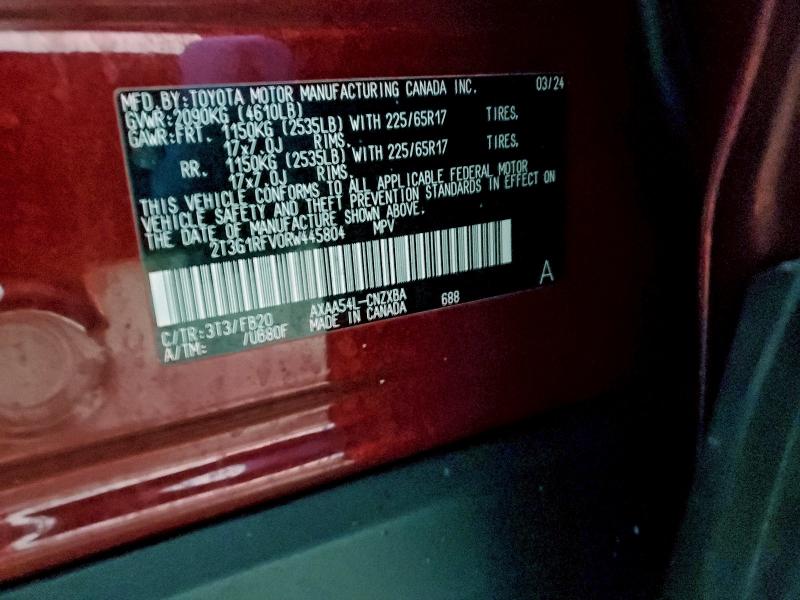 MFD.BY:TOYOTA MOTOR MANUFACTURING CANADA INC. 03/24
GVWR:2090KG (4610LB)
GAWR:FRT 1150KG (2535LB) WITH 225/65R17 TIRES,
17x7.0J RIMS.
RR. 1150KG (2535LB) WITH 225/65R17 TIRES,
17x7.0J RIMS.
THIS VEHICLE CONFORMS TO ALL APPLICABLE FEDERAL MOTOR
VEHICLE SAFETY AND THEFT PREVENTION STANDARDS IN EFFECT ON
THE DATE OF MANUFACTURE SHOWN ABOVE.
2T3G1RFV0RW445804 MPV
A
C/TR:3T3/FB20 AXAA54L-CNZXBA 688
A/TM: /UB80F MADE IN CANADA